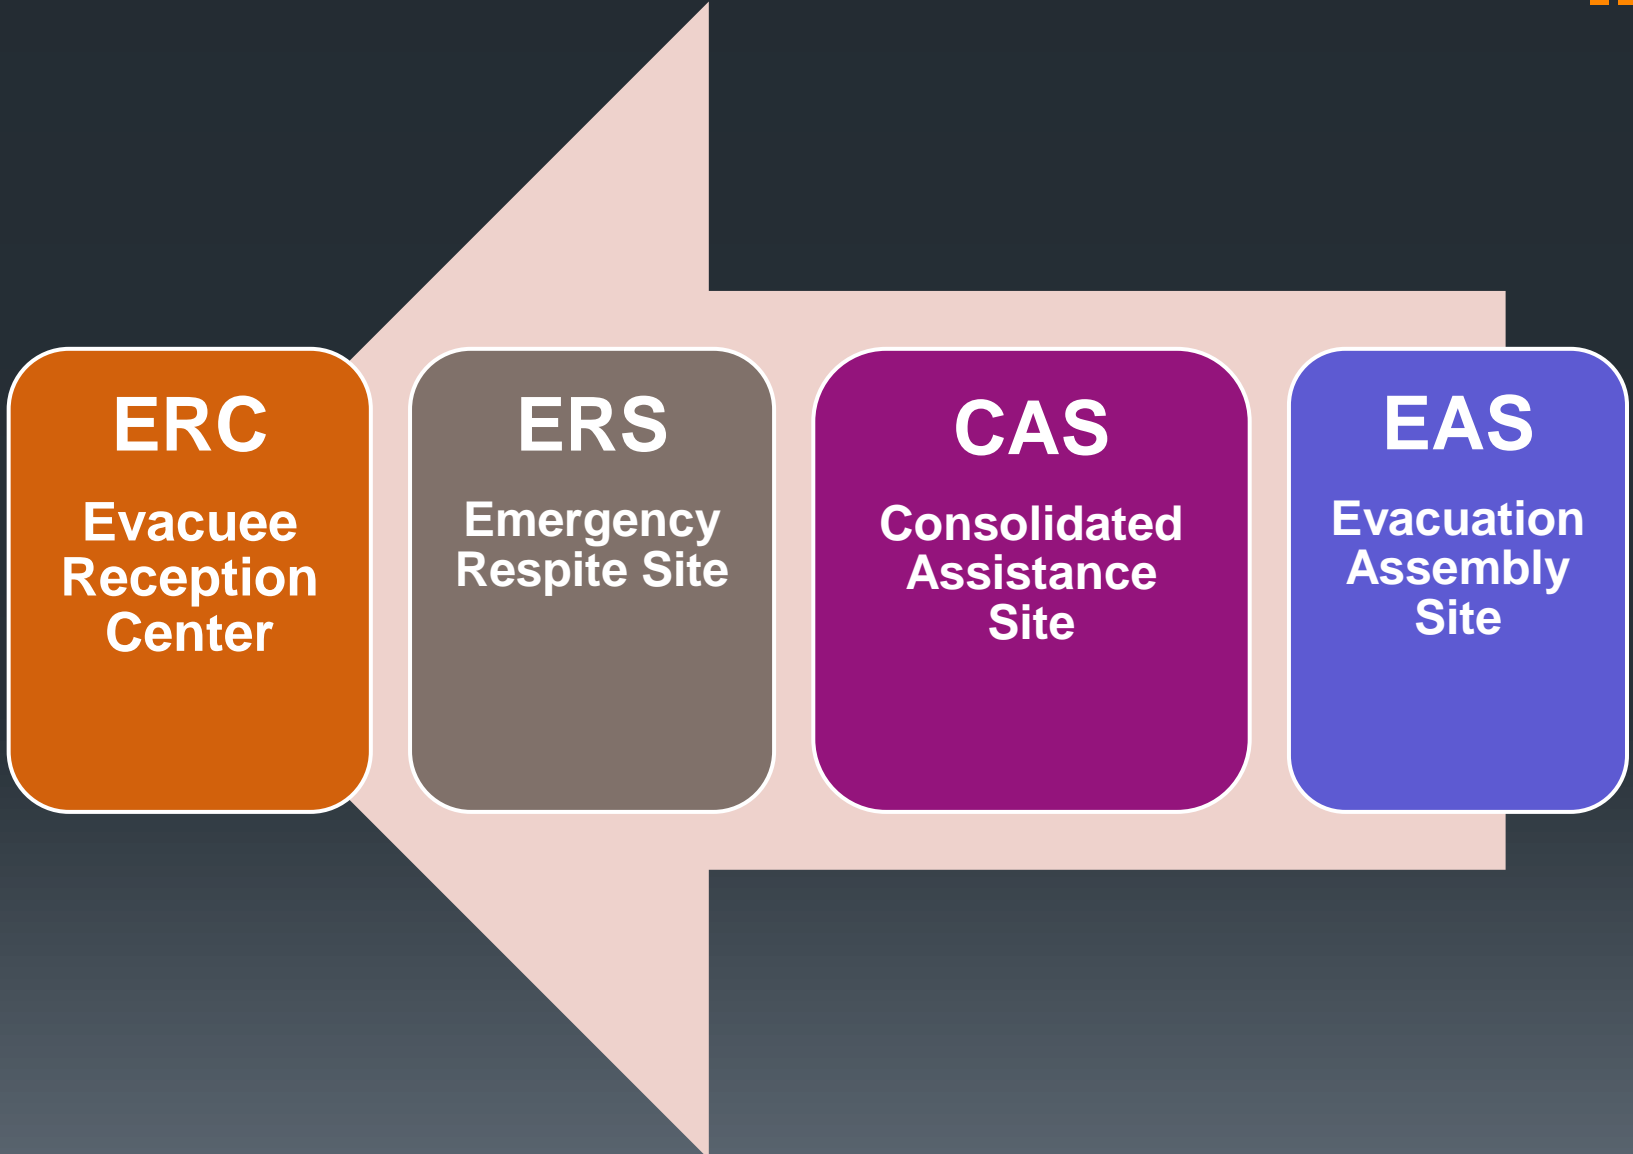 ERC
Evacuee
Reception
Center
ERS
Emergency
Respite Site
CAS
Consolidated
Assistance
Site
EAS
Evacuation
Assembly
Site